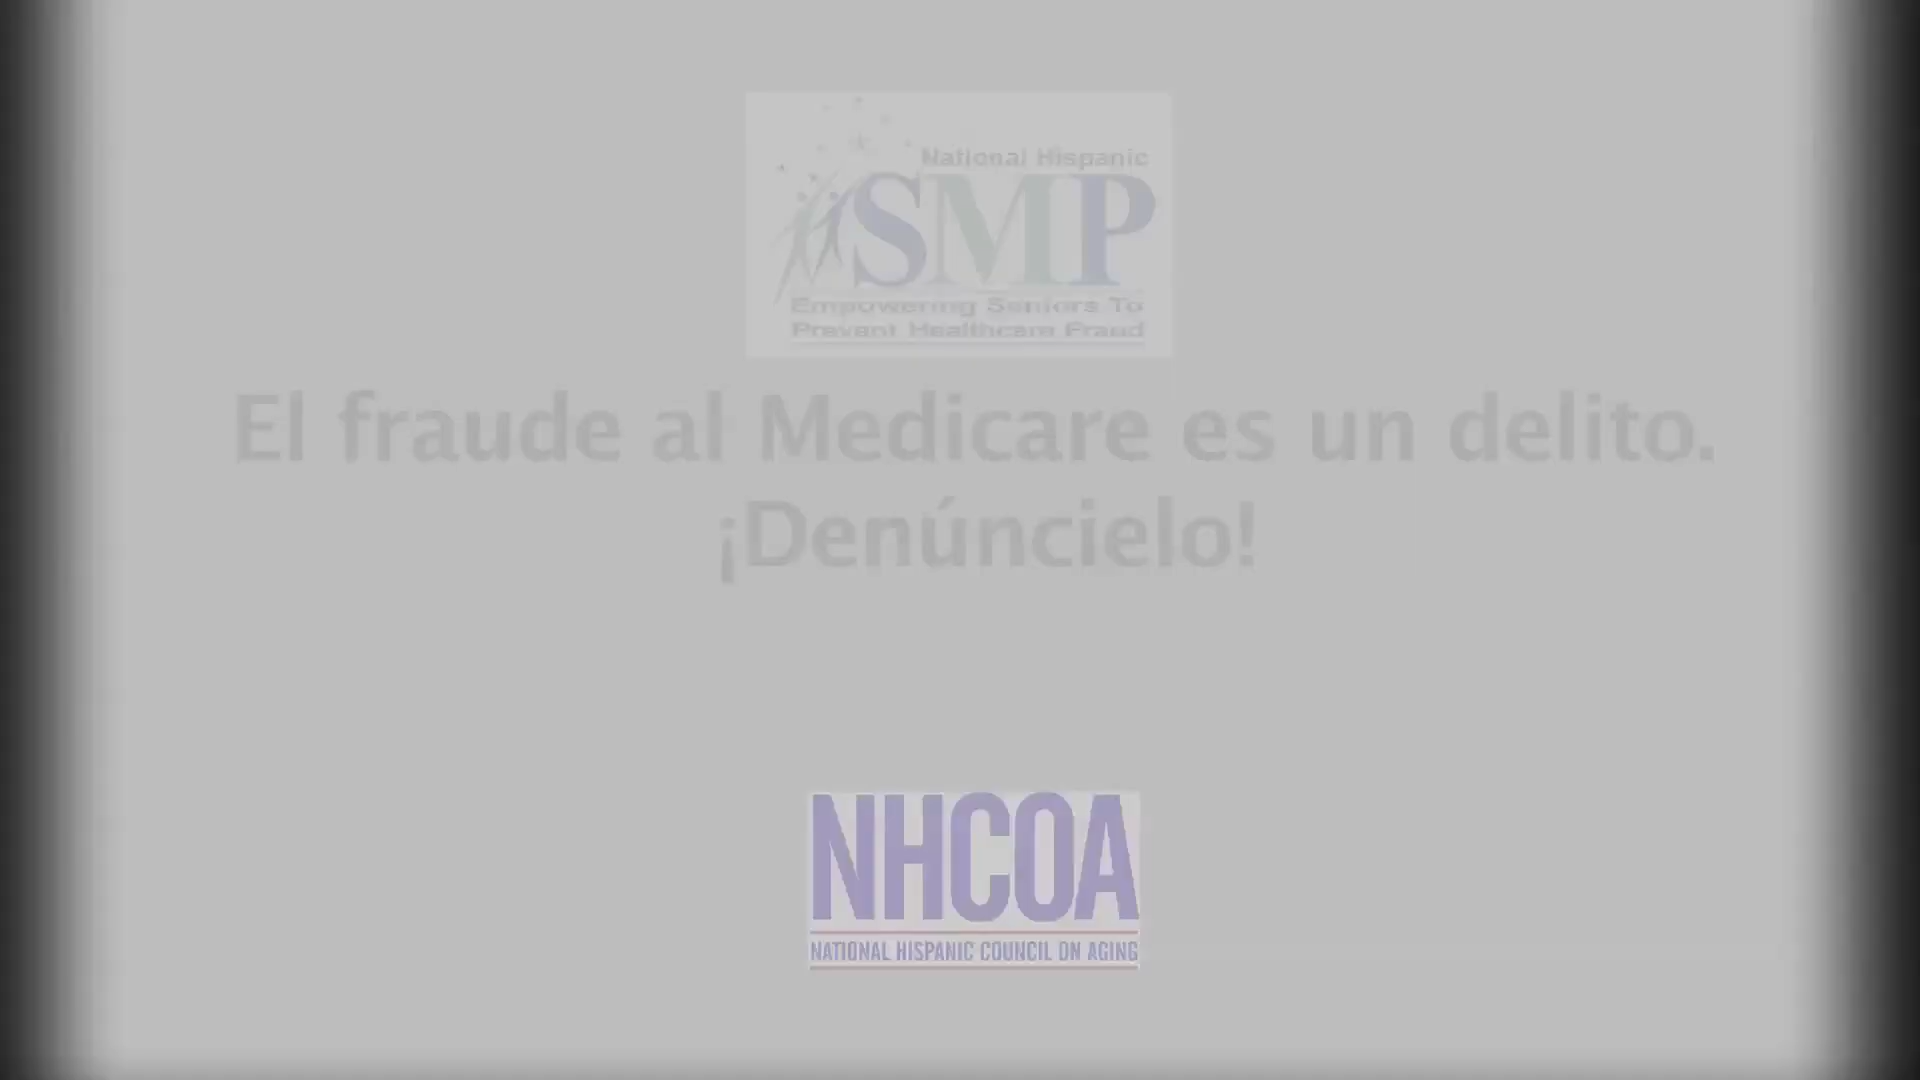 National Hispanic
SMP
Empowering Seniors To
Prevent Healthcare Fraud
El fraude al Medicare es un delito.
¡Denúncielo!
NHCOA
NATIONAL HISPANIC COUNCIL ON AGING